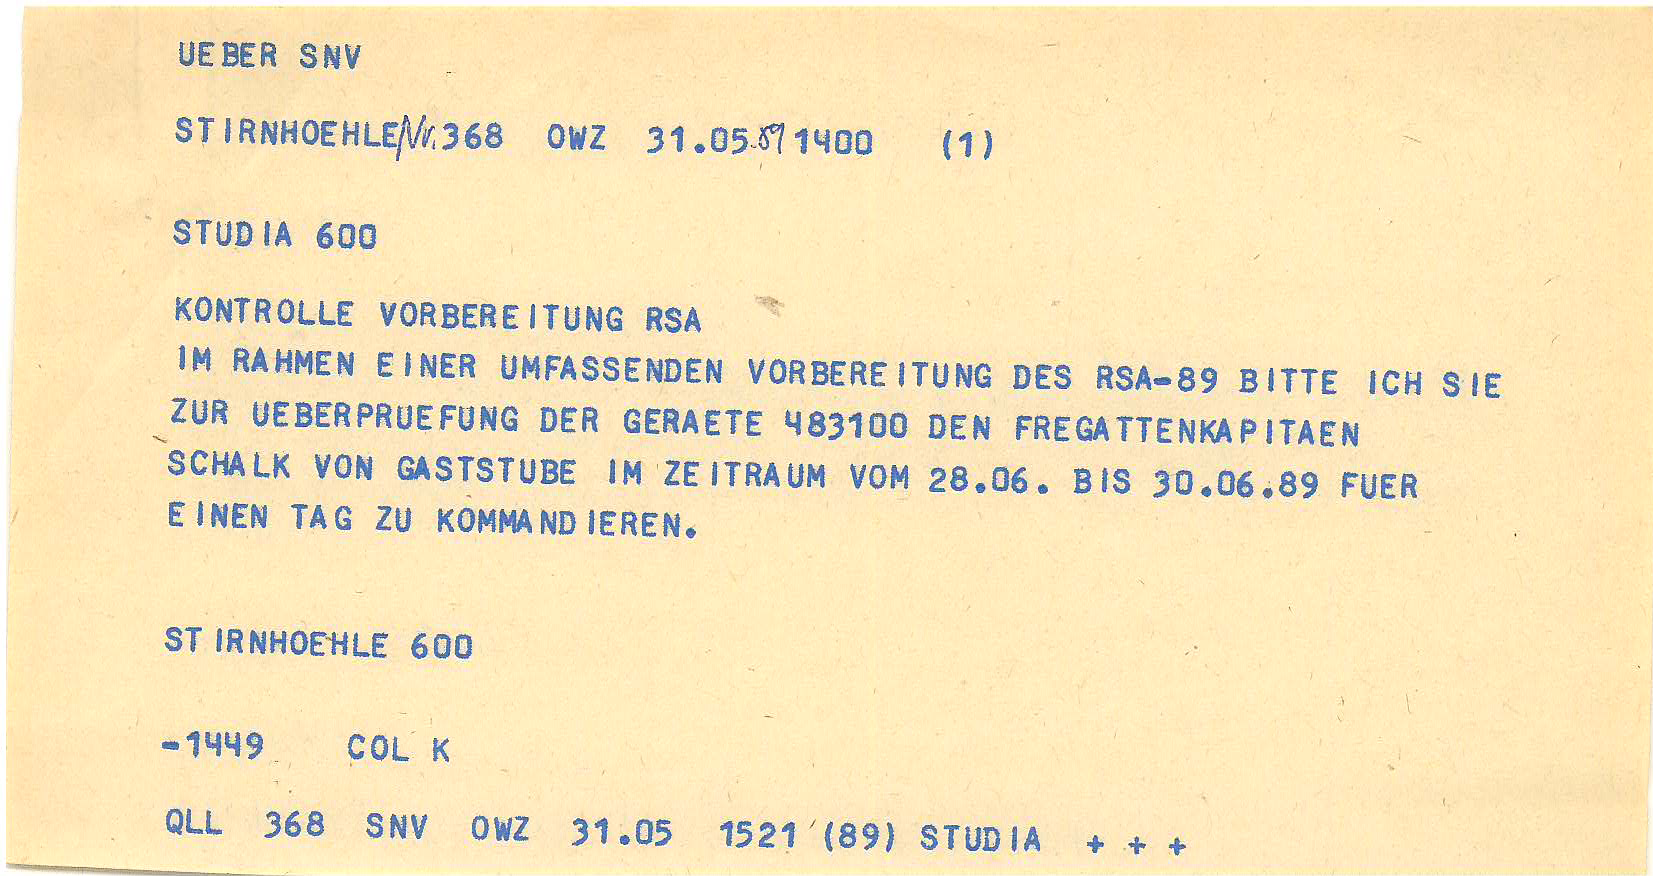 UEBER SNV
STIRNHOEHLE Nr. 368 OWZ 31.05.89 1400 (1)
STUDIA 600
KONTROLLE VORBEREITUNG RSA
IM RAHMEN EINER UMFASSENDEN VORBEREITUNG DES RSA-89 BITTE ICH SIE
ZUR UEBERPRUEFUNG DER GERAETE 483100 DEN FREGATTENKAPITAEN
SCHALK VON GASTSTUBE IM ZEITRAUM VOM 28.06. BIS 30.06.89 FUER
EINEN TAG ZU KOMMANDIEREN.
STIRNHOEHLE 600
-1449 COL K
QLL 368 SNV OWZ 31.05 1521 (89) STUDIA + + +